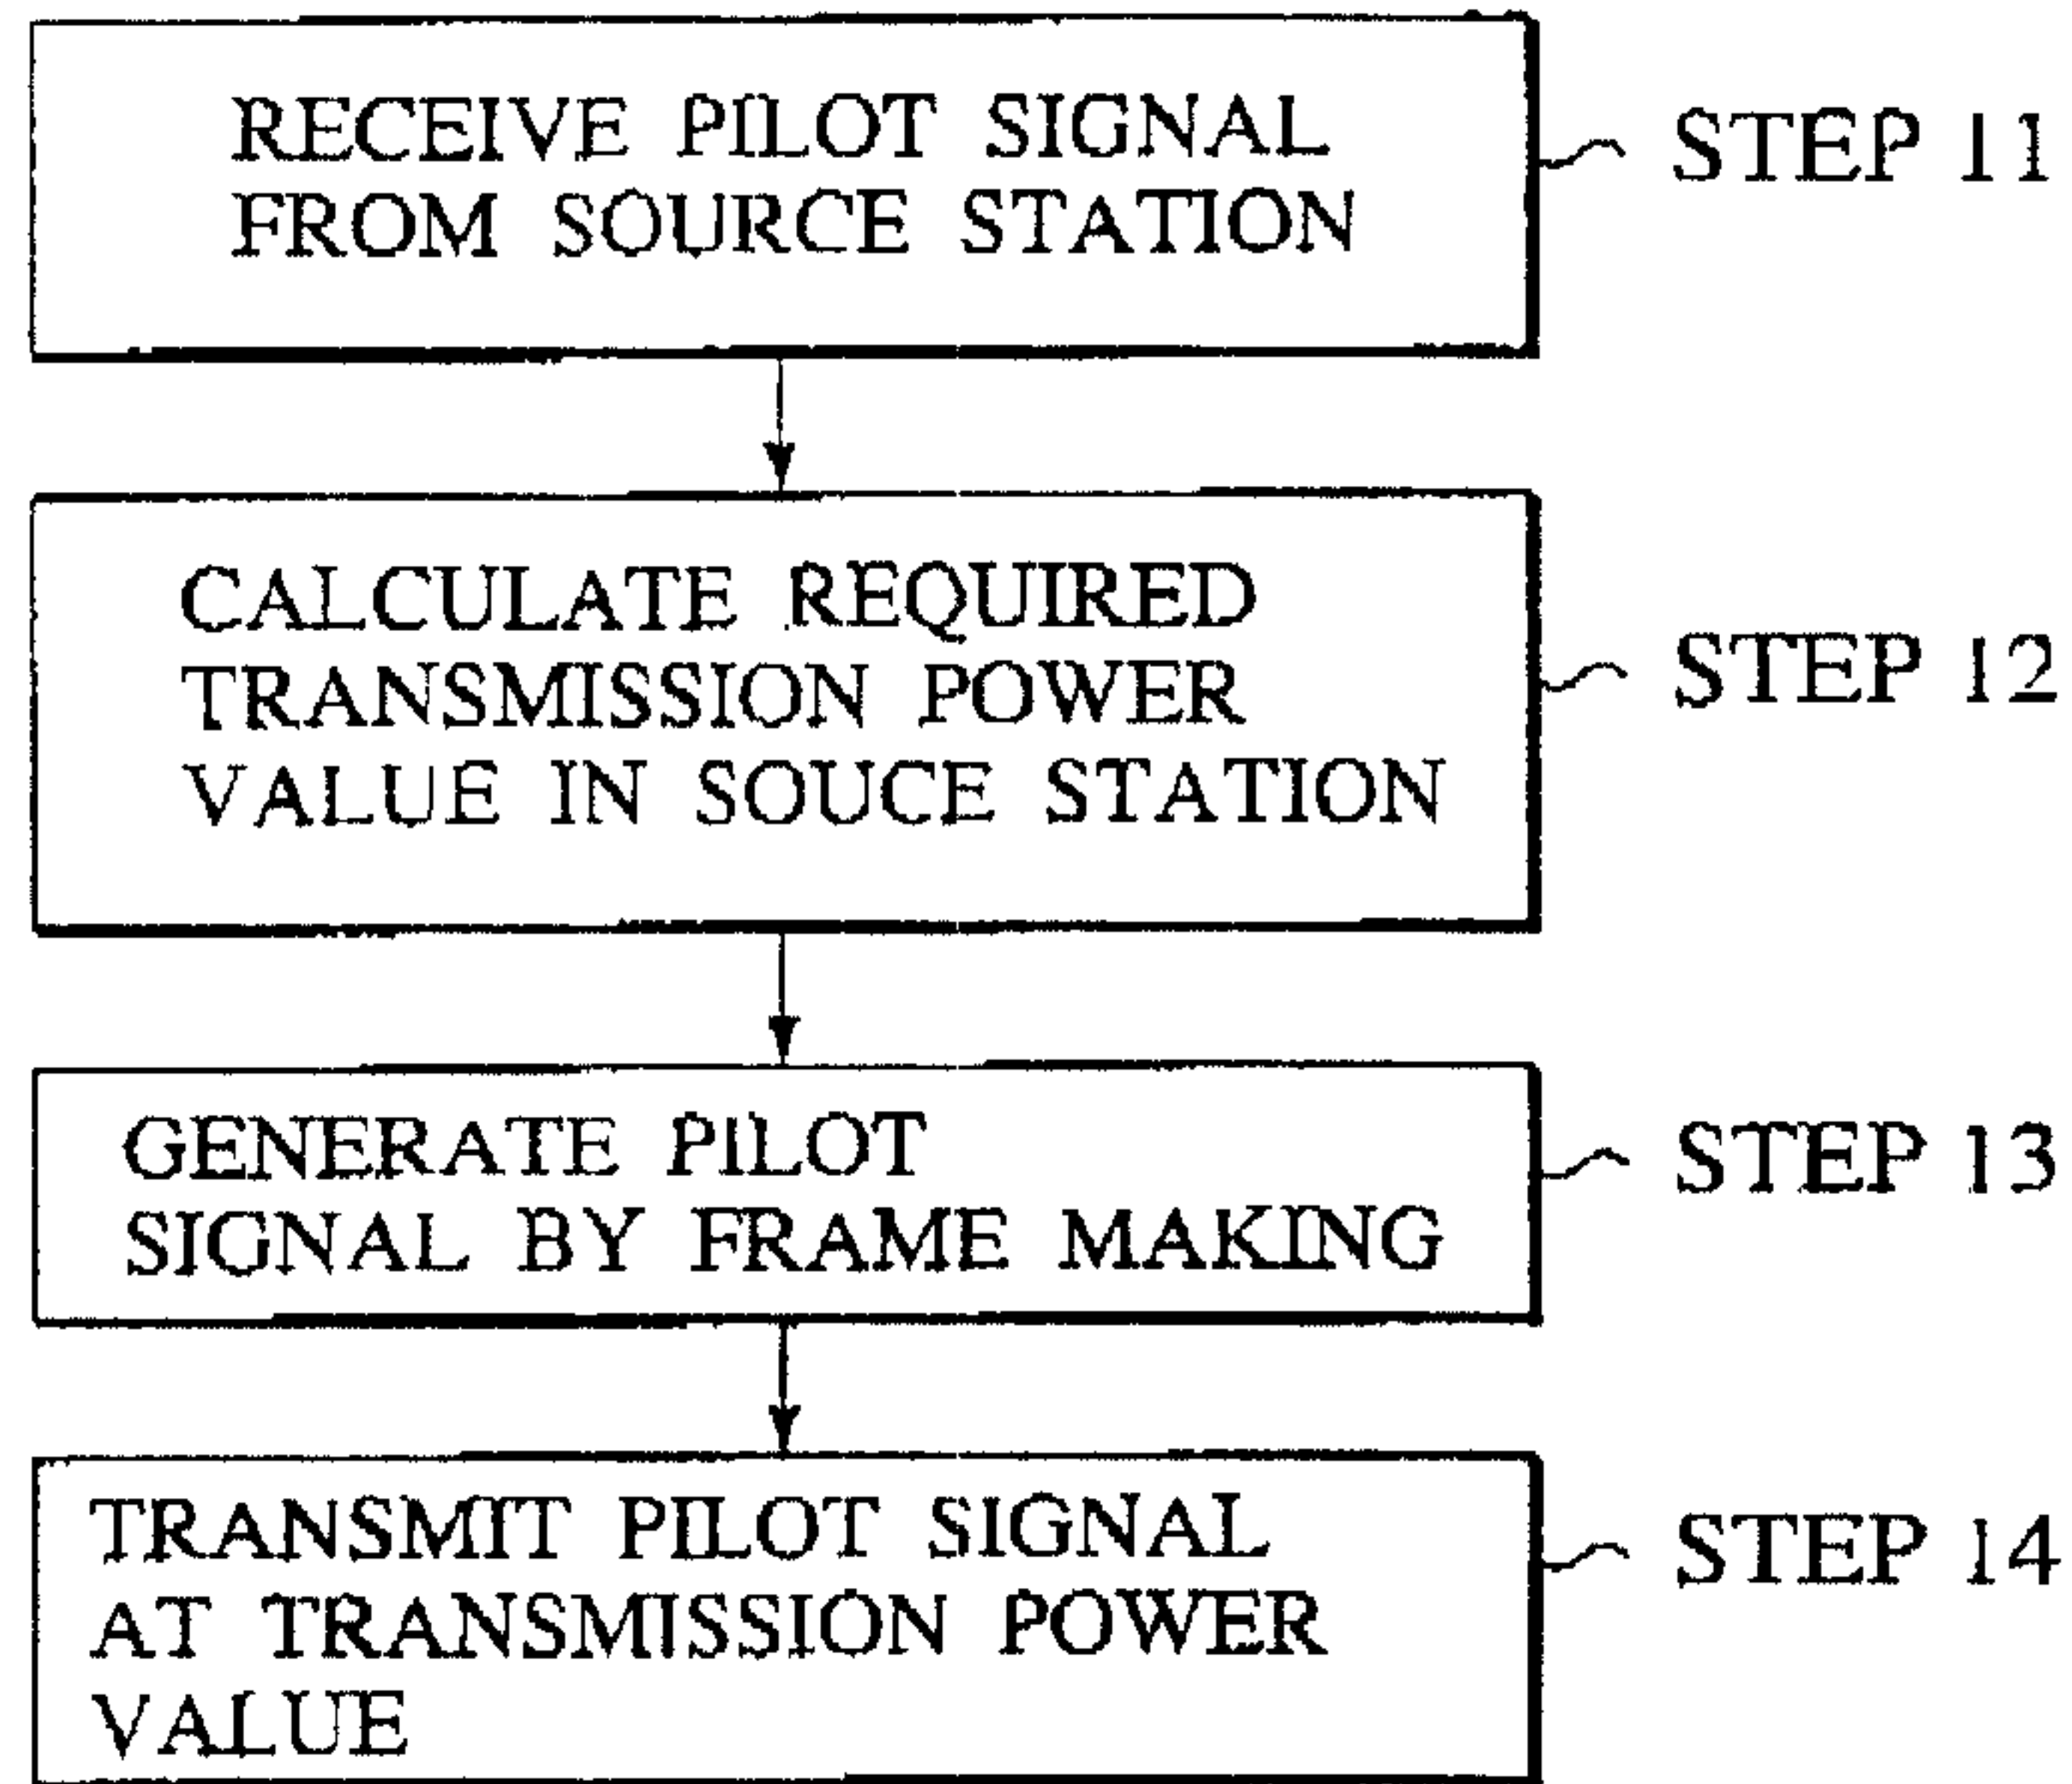 RECEIVE PILOT SIGNAL
FROM SOURCE STATION
STEP 11
CALCULATE REQUIRED
TRANSMISSION POWER
VALUE IN SOUCE STATION
STEP 12
GENERATE PILOT
SIGNAL BY FRAME MAKING
STEP 13
TRANSMIT PILOT SIGNAL
AT TRANSMISSION POWER
VALUE
STEP 14